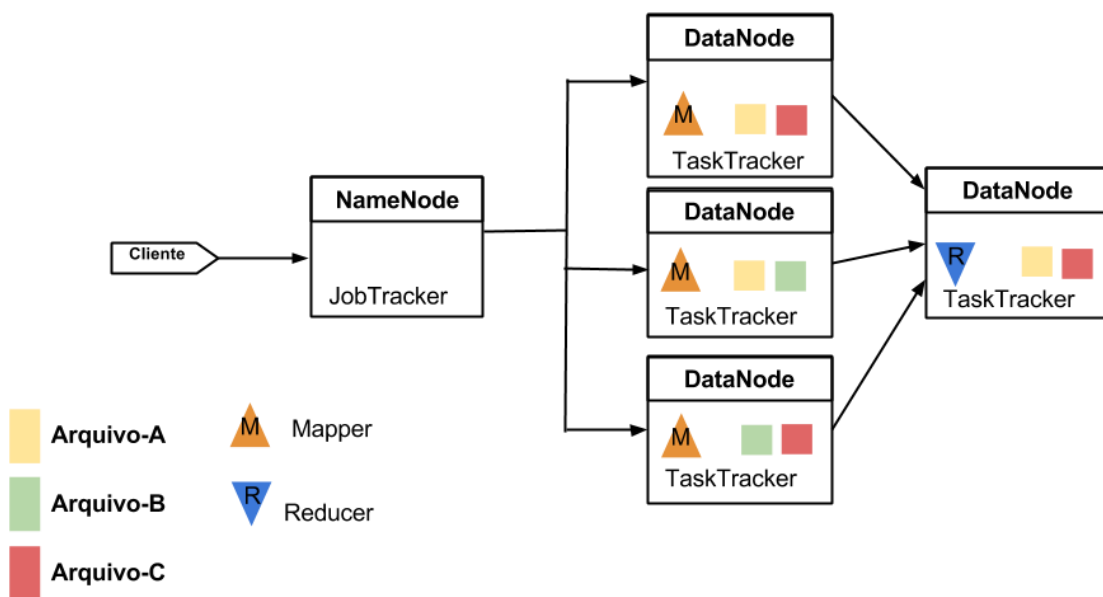 DataNode
M
TaskTracker
NameNode
JobTracker
Cliente
DataNode
M
TaskTracker
DataNode
R
TaskTracker
DataNode
M
TaskTracker
Arquivo-A
Arquivo-B
Arquivo-C
M Mapper
R Reducer